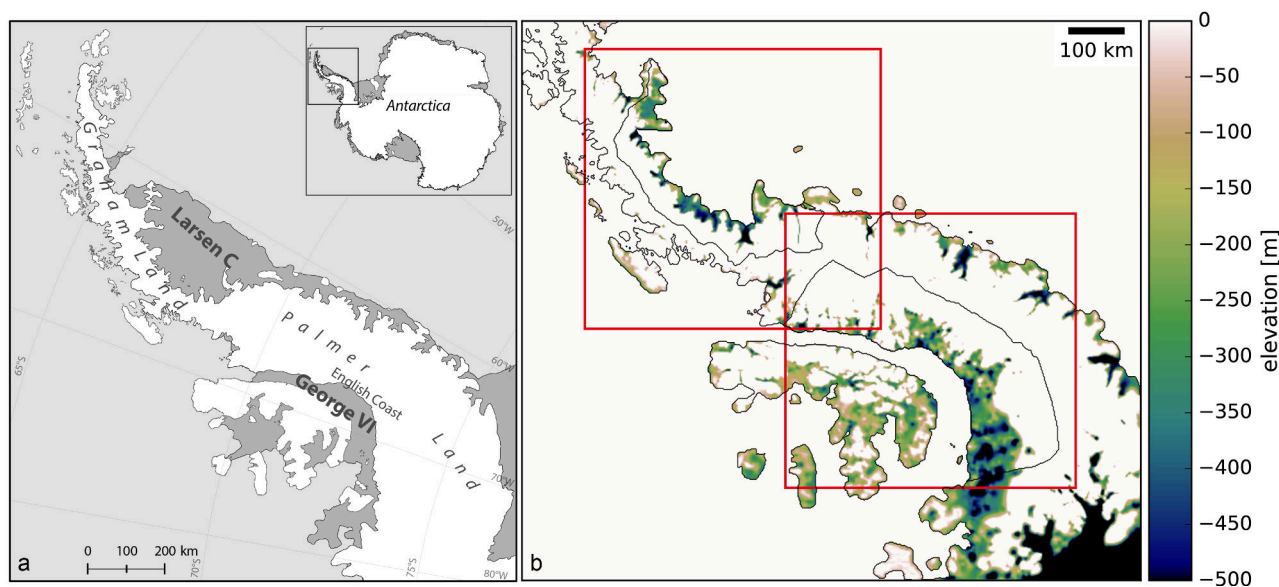 Antarctica
Graham Land
Larsen C
50°W
Palmer Land
60°W
65°S
English Coast
George VI
70°W
a
0 100 200 km
70°S
75°S
80°W
100 km
b
0
−50
−100
−150
−200
−250
−300
−350
−400
−450
−500
elevation [m]